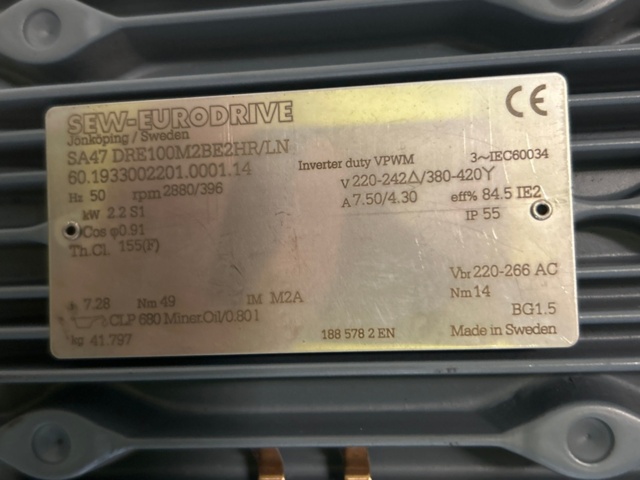 SEW-EURODRIVE
Jönköping / Sweden
CE
SA47 DRE100M2BE2HR/LN
Inverter duty VPWM 3~IEC60034
60.1933002201.0001.14
V 220-242Δ/380-420Y
Hz 50 rpm 2880/396
A 7.50/4.30 eff% 84.5 IE2
kW 2.2 S1
IP 55
Cos φ0.91
Th.Cl. 155(F)
Vbr 220-266 AC
i 7.28 Nm 49 IM M2A
Nm 14
CLP 680 Miner.Oil/0.80 l
BG1.5
kg 41.797
188 578 2 EN
Made in Sweden